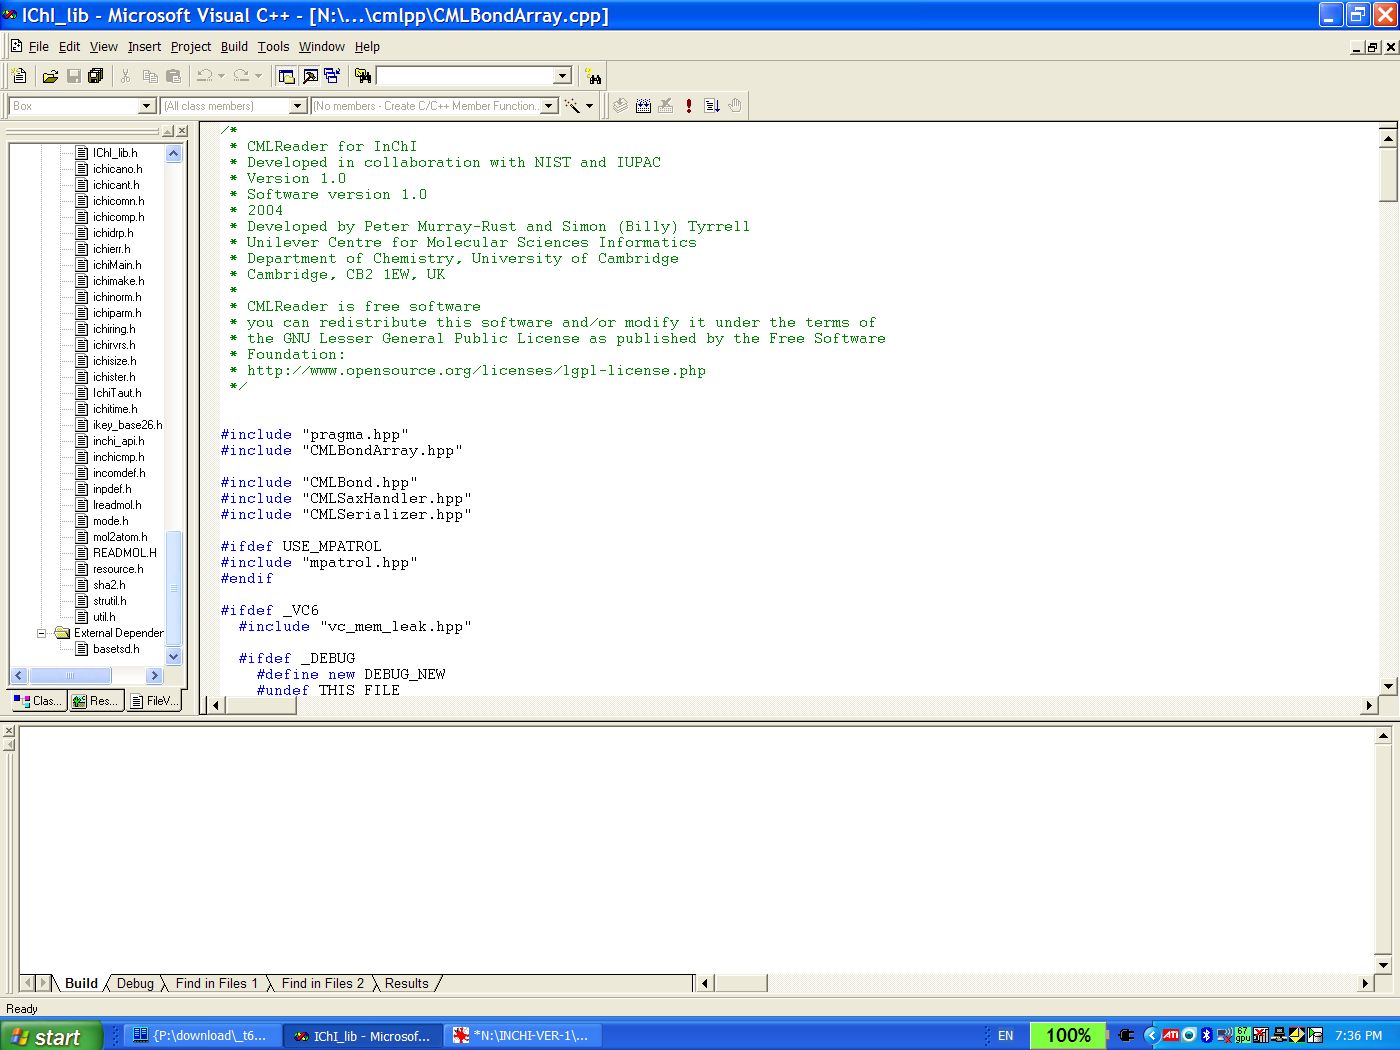 IChI_lib - Microsoft Visual C++ - [N:\...\cmlpp\CMLBondArray.cpp]
File Edit View Insert Project Build Tools Window Help
Box
(All class members)
(No members - Create C/C++ Member Function..
IChI_lib.h
ichicano.h
ichicant.h
ichicomn.h
ichicomp.h
ichidrp.h
ichierr.h
ichiMain.h
ichimake.h
ichinorm.h
ichiparm.h
ichiring.h
ichirvrs.h
ichisize.h
ichister.h
IchiTaut.h
ichitime.h
ikey_base26.h
inchi_api.h
inchicmp.h
incomdef.h
inpdef.h
lreadmol.h
mode.h
mol2atom.h
READMOL.H
resource.h
sha2.h
strutil.h
util.h
External Depender
basetsd.h
Clas... Res... FileV...
/*
* CMLReader for InChI
* Developed in collaboration with NIST and IUPAC
* Version 1.0
* Software version 1.0
* 2004
* Developed by Peter Murray-Rust and Simon (Billy) Tyrrell
* Unilever Centre for Molecular Sciences Informatics
* Department of Chemistry, University of Cambridge
* Cambridge, CB2 1EW, UK
*
* CMLReader is free software
* you can redistribute this software and/or modify it under the terms of
* the GNU Lesser General Public License as published by the Free Software
* Foundation:
* http://www.opensource.org/licenses/lgpl-license.php
*/
#include "pragma.hpp"
#include "CMLBondArray.hpp"
#include "CMLBond.hpp"
#include "CMLSaxHandler.hpp"
#include "CMLSerializer.hpp"
#ifdef USE_MPATROL
#include "mpatrol.hpp"
#endif
#ifdef _VC6
#include "vc_mem_leak.hpp"
#ifdef _DEBUG
#define new DEBUG_NEW
#undef THIS_FILE
Build Debug Find in Files 1 Find in Files 2 Results
Ready
start {P:\download\_t6... IChI_lib - Microsof... *N:\INCHI-VER-1\... EN 100% ATI 67 gpu 7:36 PM